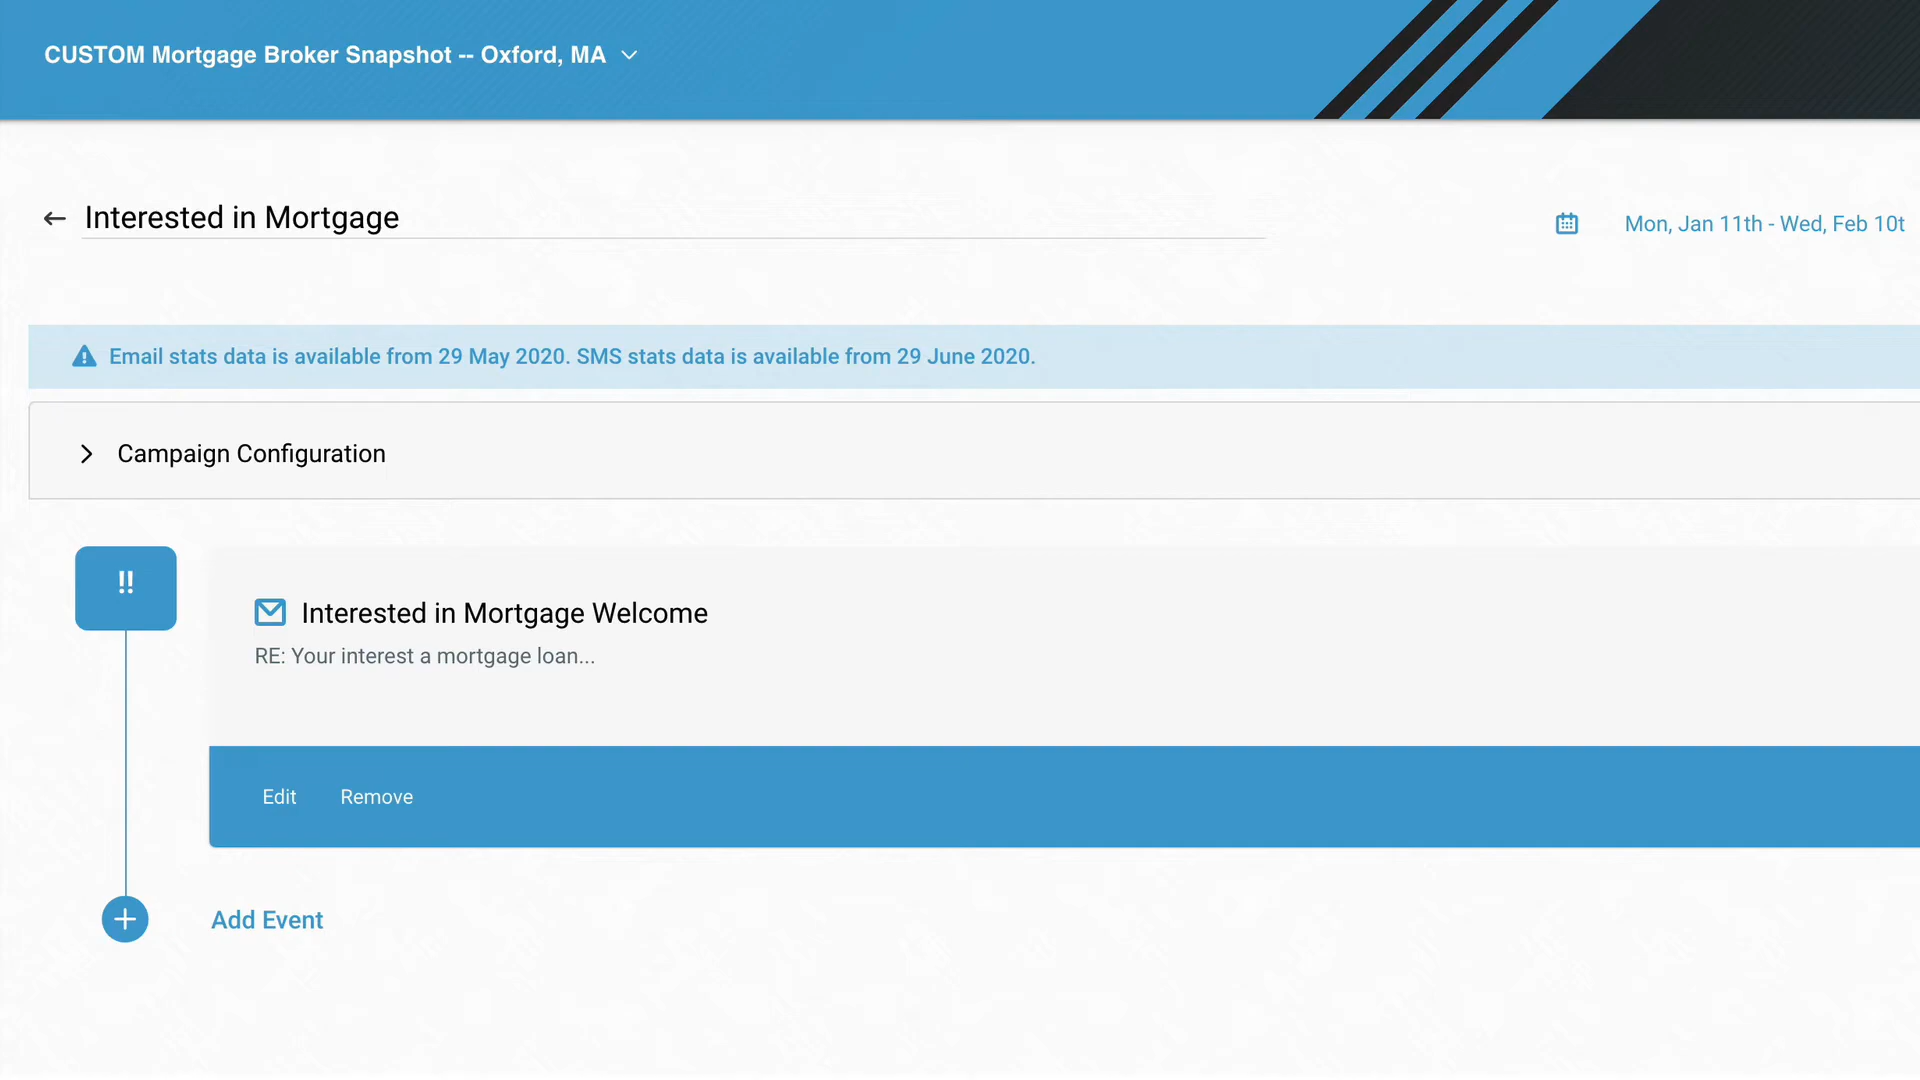 CUSTOM Mortgage Broker Snapshot -- Oxford, MA
Interested in Mortgage
Mon, Jan 11th - Wed, Feb 10t
Email stats data is available from 29 May 2020. SMS stats data is available from 29 June 2020.
Campaign Configuration
!!
Interested in Mortgage Welcome
RE: Your interest a mortgage loan...
Edit Remove
Add Event